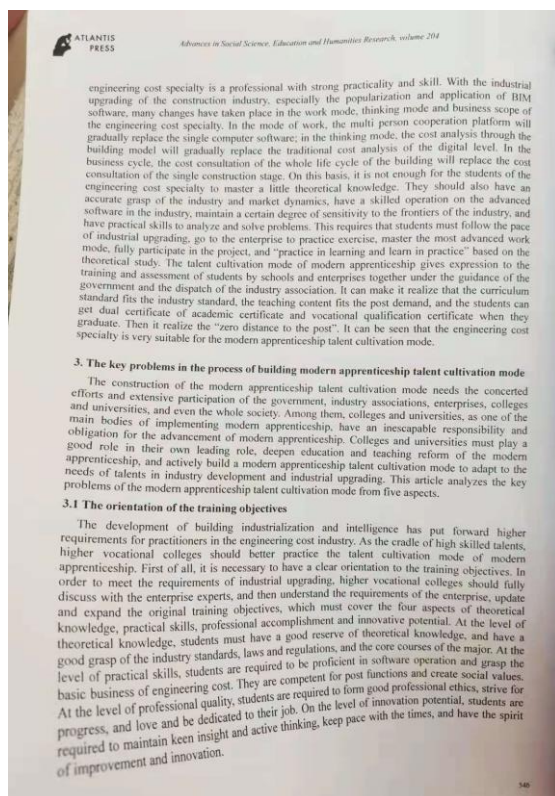 ATLANTIS
PRESS
Advances in Social Science, Education and Humanities Research, volume 204
engineering cost specialty is a professional with strong practicality and skill. With the industrial
upgrading of the construction industry, especially the popularization and application of BIM
software, many changes have taken place in the work mode, thinking mode and business scope of
the engineering cost specialty. In the mode of work, the multi person cooperation platform will
gradually replace the single computer software; in the thinking mode, the cost analysis through the
building model will gradually replace the traditional cost analysis of the digital level. In the
business cycle, the cost consultation of the whole life cycle of the building will replace the cost
consultation of the single construction stage. On this basis, it is not enough for the students of the
engineering cost specialty to master a little theoretical knowledge. They should also have an
accurate grasp of the industry and market dynamics, have a skilled operation on the advanced
software in the industry, maintain a certain degree of sensitivity to the frontiers of the industry, and
have practical skills to analyze and solve problems. This requires that students must follow the pace
of industrial upgrading, go to the enterprise to practice exercise, master the most advanced work
mode, fully participate in the project, and “practice in learning and learn in practice” based on the
theoretical study. The talent cultivation mode of modern apprenticeship gives expression to the
training and assessment of students by schools and enterprises together under the guidance of the
government and the dispatch of the industry association. It can make it realize that the curriculum
standard fits the industry standard, the teaching content fits the post demand, and the students can
get dual certificate of academic certificate and vocational qualification certificate when they
graduate. Then it realize the “zero distance to the post”. It can be seen that the engineering cost
specialty is very suitable for the modern apprenticeship talent cultivation mode.
3. The key problems in the process of building modern apprenticeship talent cultivation mode
The construction of the modern apprenticeship talent cultivation mode needs the concerted
efforts and extensive participation of the government, industry associations, enterprises, colleges
and universities, and even the whole society. Among them, colleges and universities, as one of the
main bodies of implementing modern apprenticeship, have an inescapable responsibility and
obligation for the advancement of modern apprenticeship. Colleges and universities must play a
good role in their own leading role, deepen education and teaching reform of the modern
apprenticeship, and actively build a modern apprenticeship talent cultivation mode to adapt to the
needs of talents in industry development and industrial upgrading. This article analyzes the key
problems of the modern apprenticeship talent cultivation mode from five aspects.
3.1 The orientation of the training objectives
The development of building industrialization and intelligence has put forward higher
requirements for practitioners in the engineering cost industry. As the cradle of high skilled talents,
higher vocational colleges should better practice the talent cultivation mode of modern
apprenticeship. First of all, it is necessary to have a clear orientation to the training objectives. In
order to meet the requirements of industrial upgrading, higher vocational colleges should fully
discuss with the enterprise experts, and then understand the requirements of the enterprise, update
and expand the original training objectives, which must cover the four aspects of theoretical
knowledge, practical skills, professional accomplishment and innovative potential. At the level of
theoretical knowledge, students must have a good reserve of theoretical knowledge, and have a
good grasp of the industry standards, laws and regulations, and the core courses of the major. At the
level of practical skills, students are required to be proficient in software operation and grasp the
basic business of engineering cost. They are competent for post functions and create social values.
At the level of professional quality, students are required to form good professional ethics, strive for
progress, and love and be dedicated to their job. On the level of innovation potential, students are
required to maintain keen insight and active thinking, keep pace with the times, and have the spirit
of improvement and innovation.